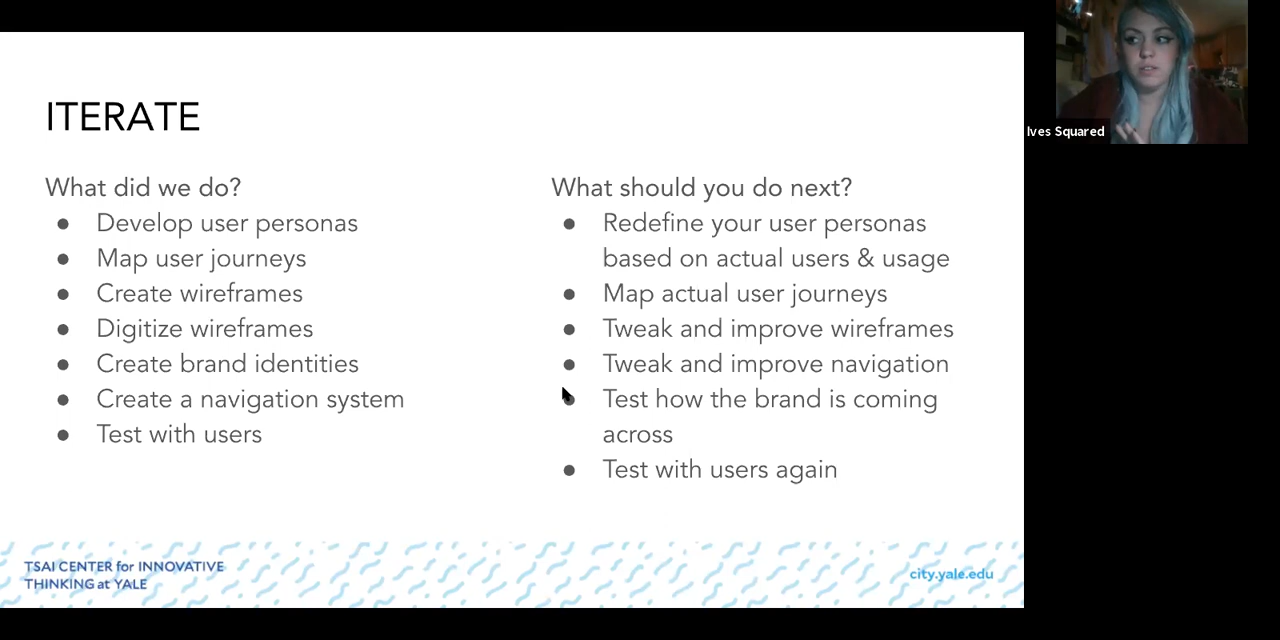 ITERATE
What did we do?
● Develop user personas
● Map user journeys
● Create wireframes
● Digitize wireframes
● Create brand identities
● Create a navigation system
● Test with users
What should you do next?
● Redefine your user personas
based on actual users & usage
● Map actual user journeys
● Tweak and improve wireframes
● Tweak and improve navigation
● Test how the brand is coming
across
● Test with users again
TSAI CENTER for INNOVATIVE
THINKING at YALE
city.yale.edu
Ives Squared